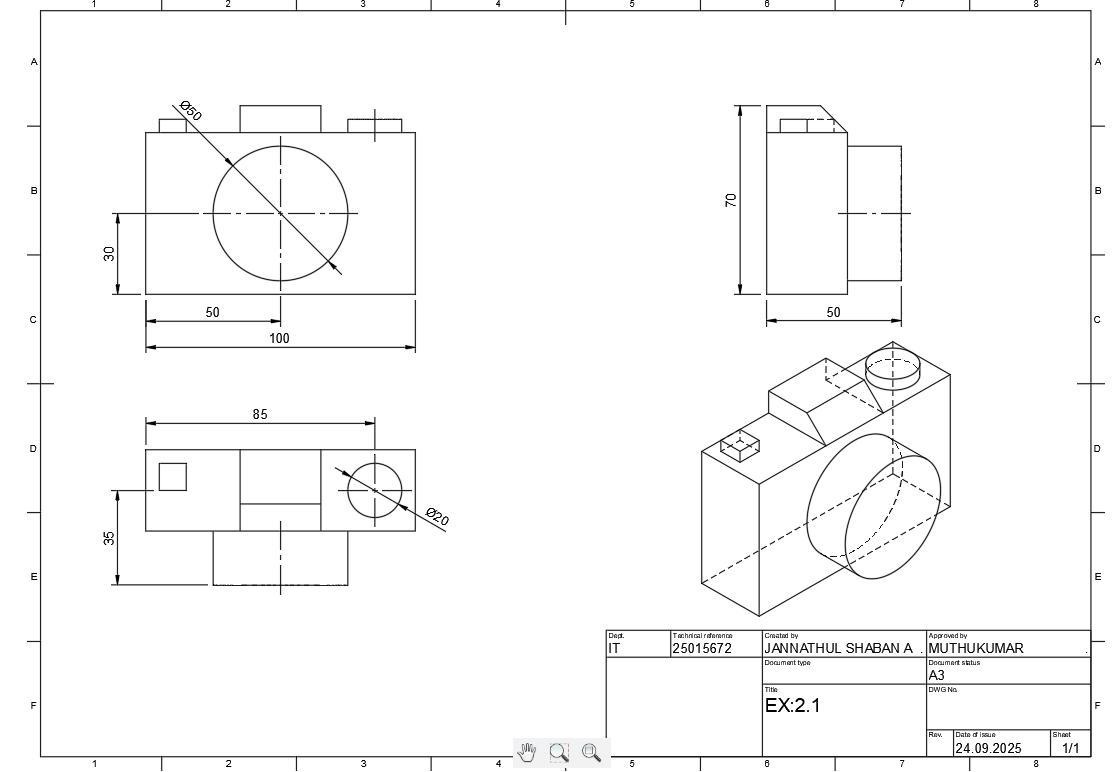 1 2 3 4 5 6 7 8
A A
Ø50
B B
70
30
50 50
C C
100
85
D D
Ø20
35
E E
Dept. Technical reference Created by Approved by
IT 25015672 JANNATHUL SHABAN A . MUTHUKUMAR .
Document type Document status
A3
Title DWG No.
EX:2.1
F F
Rev. Date of issue Sheet
24.09.2025 1/1
1 2 3 4 5 6 7 8